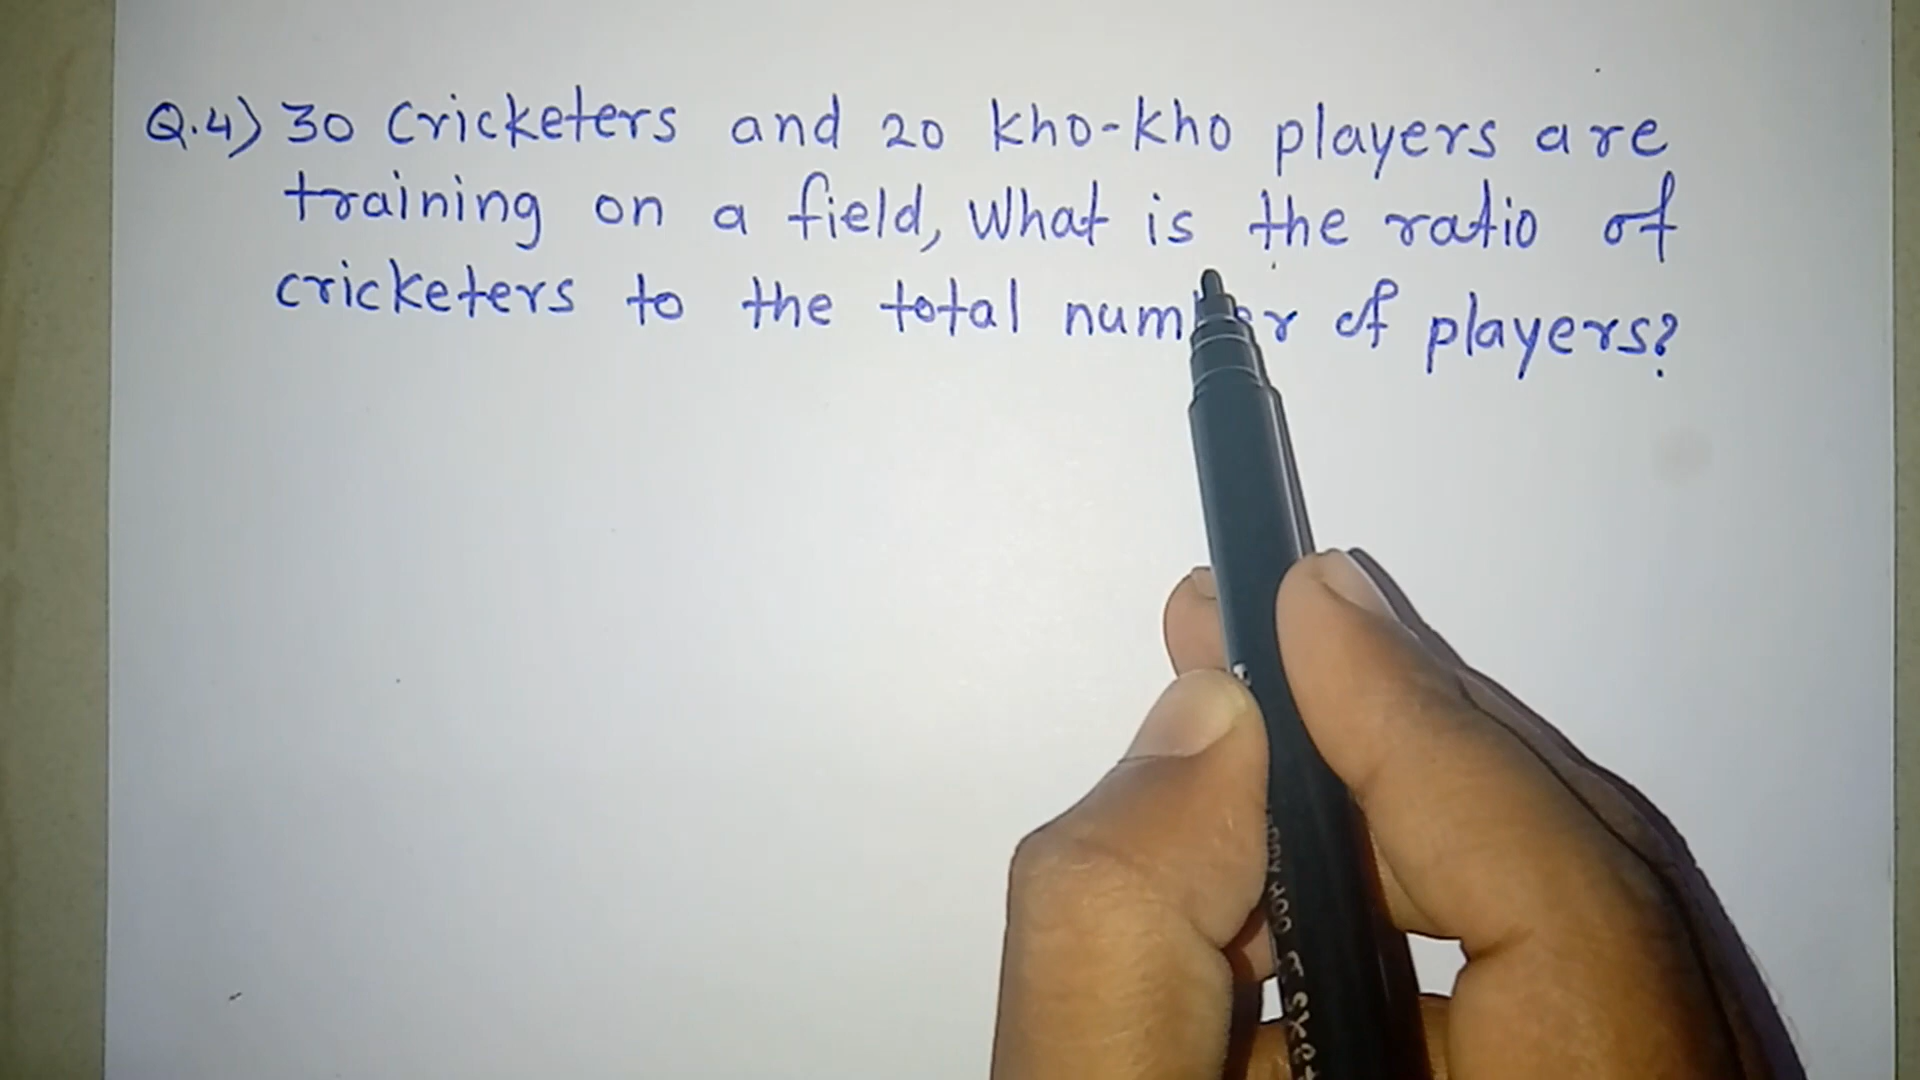 Q.4) 30 Cricketers and 20 kho-kho players are
training on a field, What is the ratio of
cricketers to the total of players?